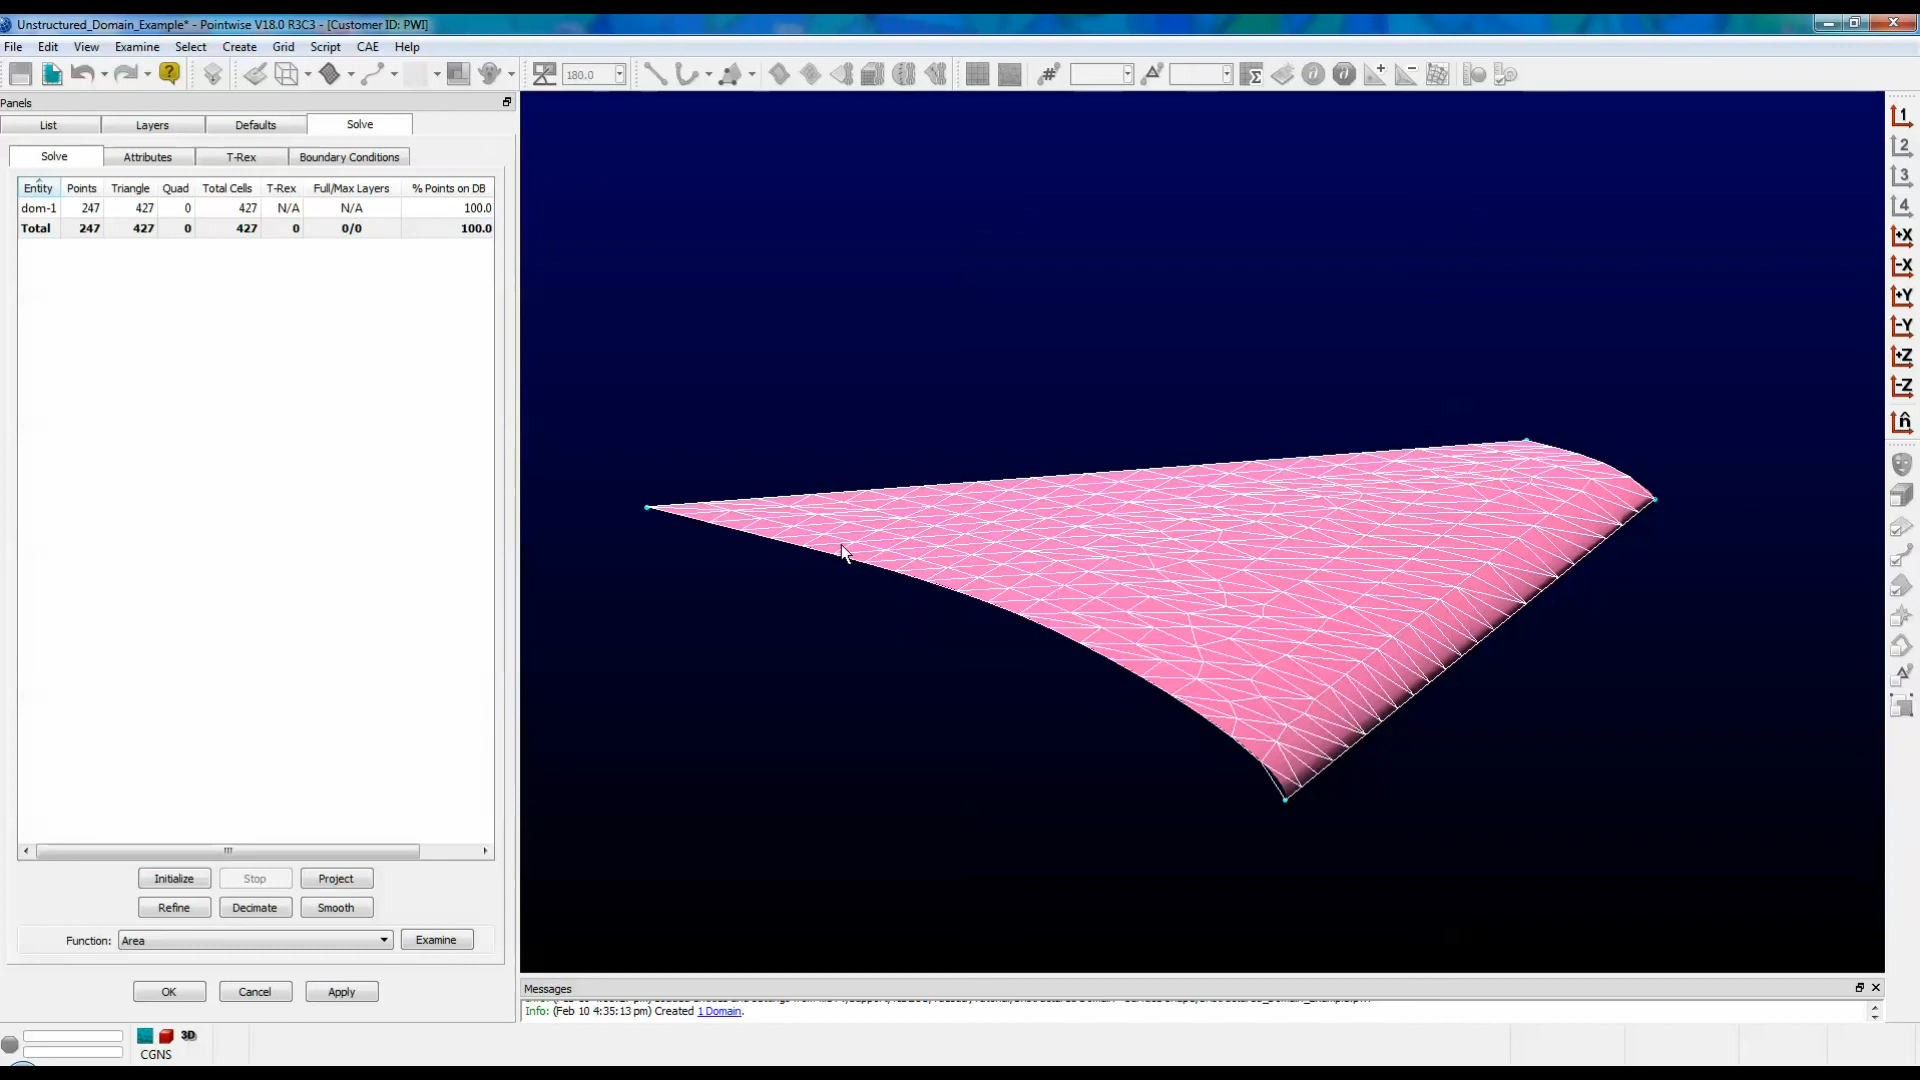 Unstructured_Domain_Example* - Pointwise V18.0 R3C3 - [Customer ID: PWI]
File Edit View Examine Select Create Grid Script CAE Help
180.0
Panels
List Layers Defaults Solve
Solve Attributes T-Rex Boundary Conditions
Entity Points Triangle Quad Total Cells T-Rex Full/Max Layers % Points on DB
dom-1 247 427 0 427 N/A N/A 100.0
Total 247 427 0 427 0 0/0 100.0
Initialize Stop Project
Refine Decimate Smooth
Function: Area Examine
OK Cancel Apply
1
2
3
4
+X
-X
+Y
-Y
+Z
-Z
n̂
Messages
Info: (Feb 10 4:35:13 pm) Created 1 Domain.
3D
CGNS